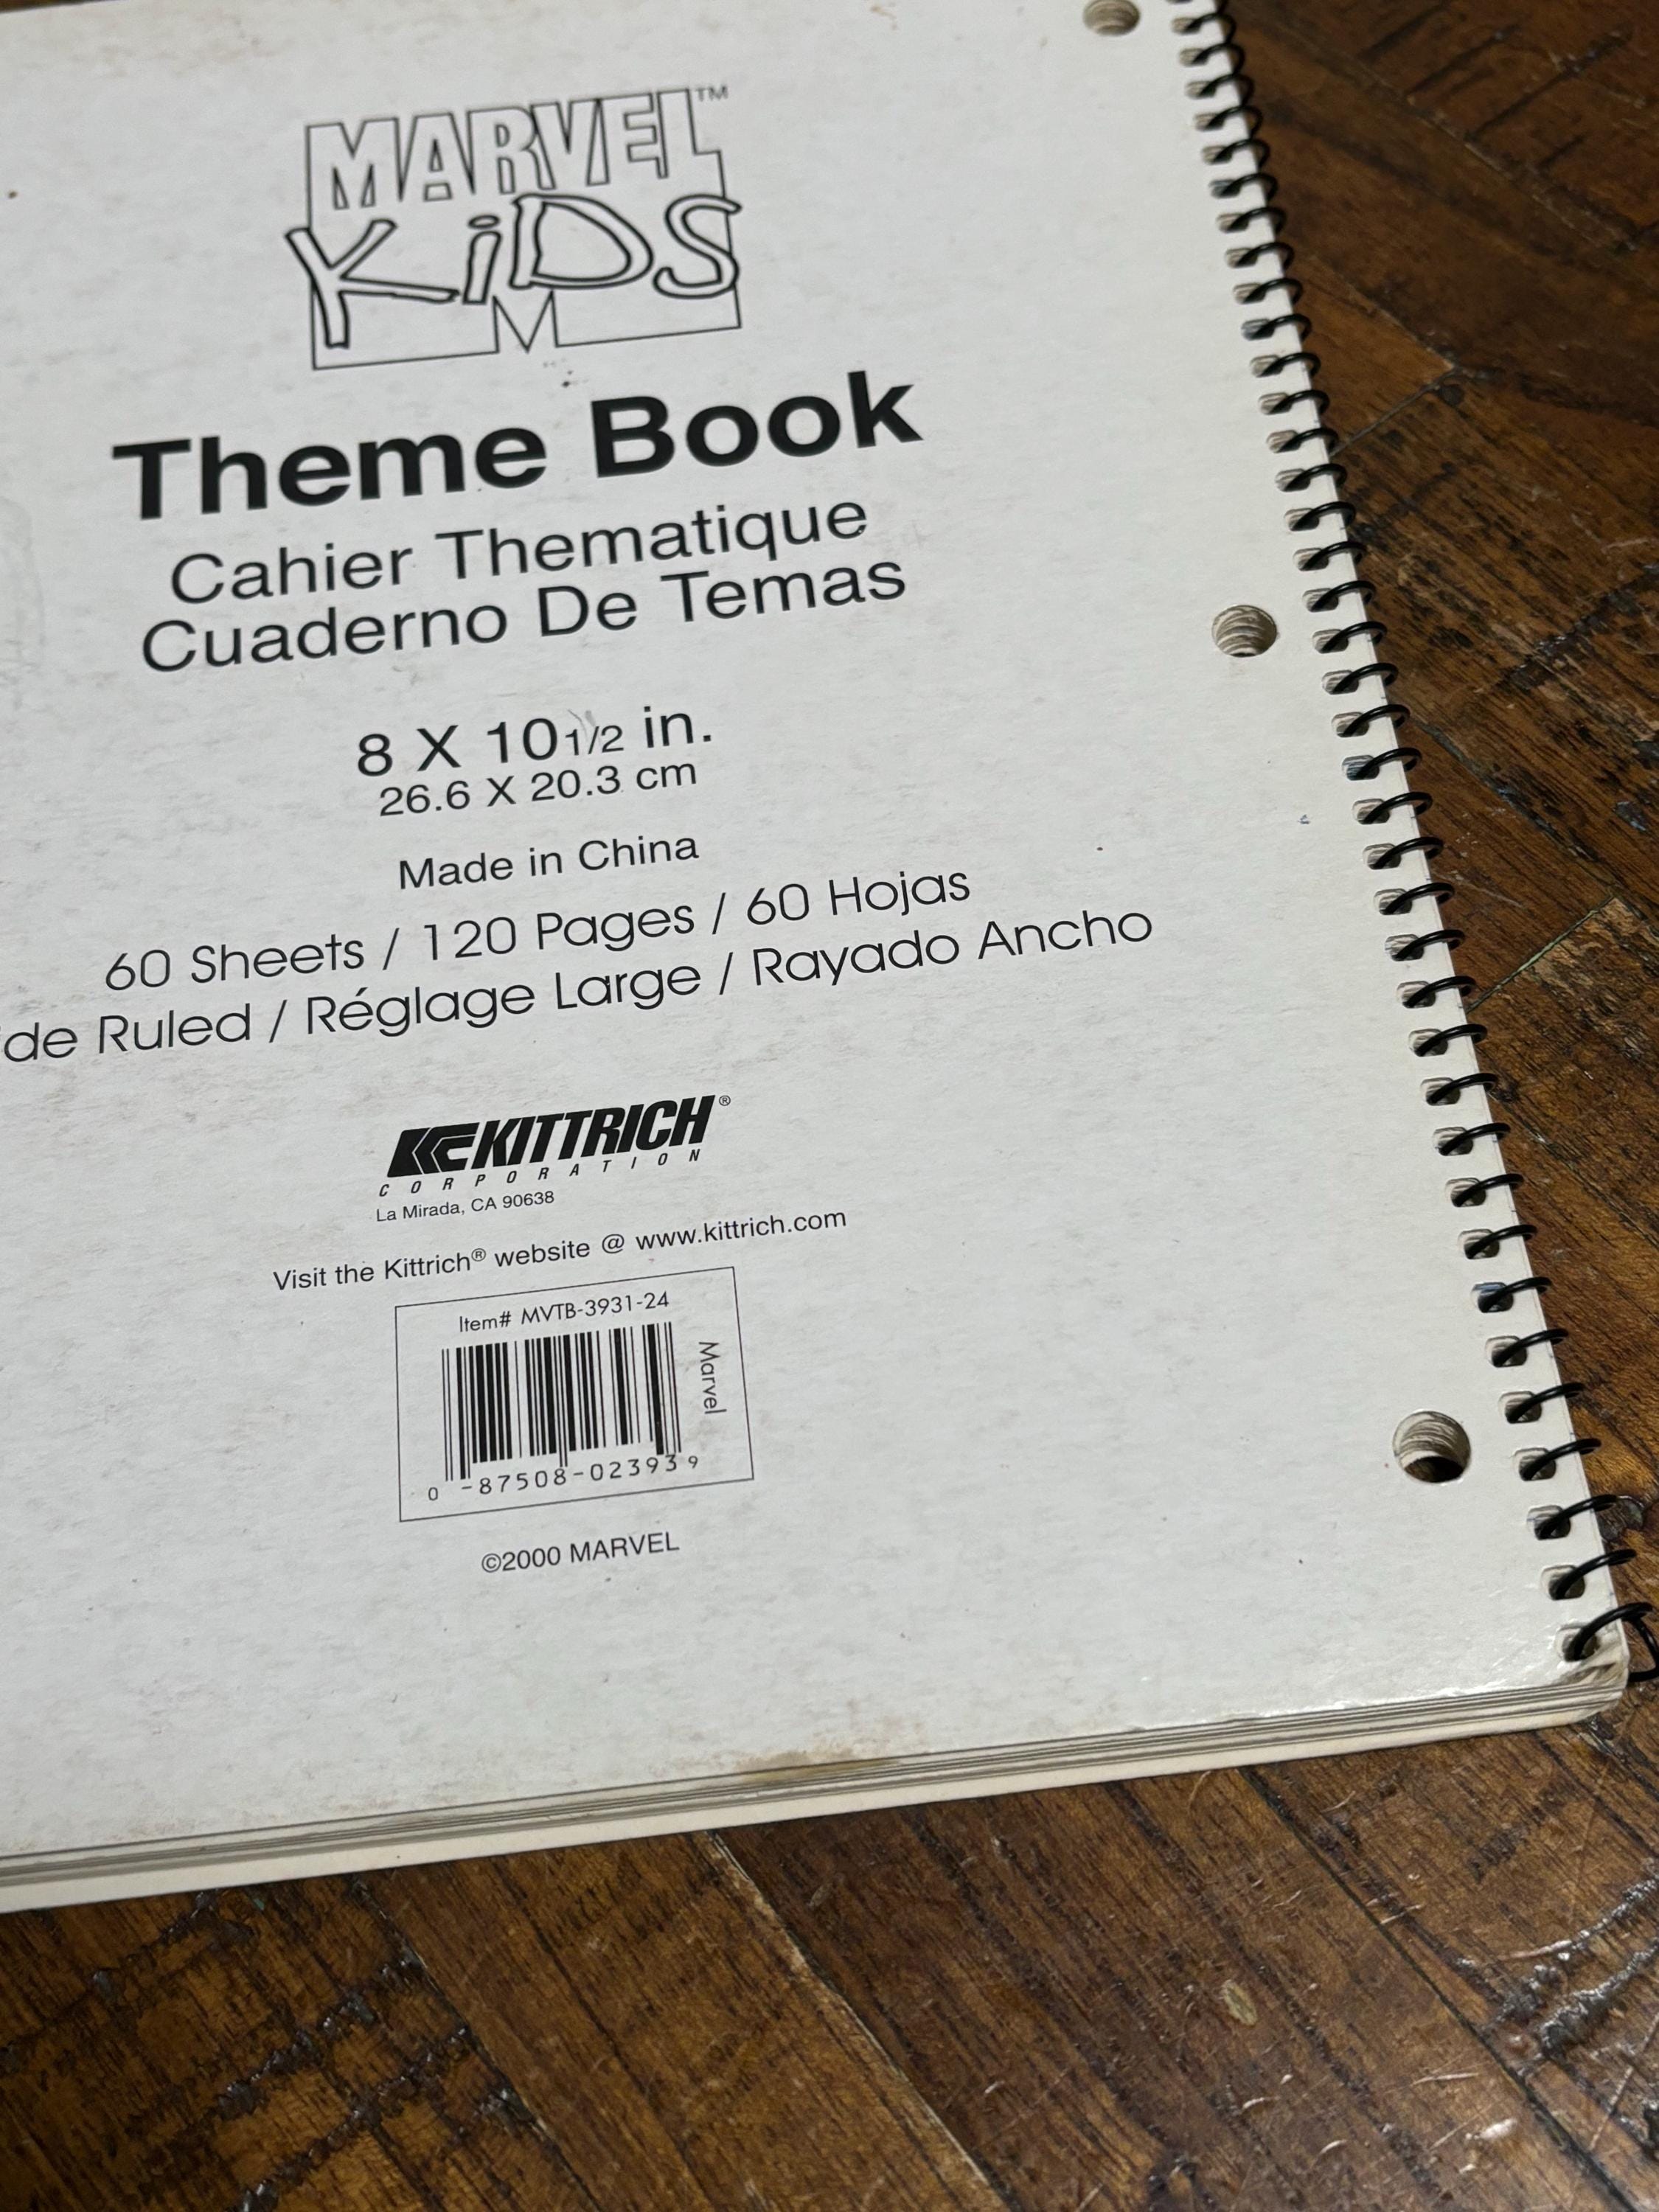 MARVEL™
KiDS
Theme Book
Cahier Thematique
Cuaderno De Temas
8 X 10 1/2 in.
26.6 X 20.3 cm
Made in China
60 Sheets / 120 Pages / 60 Hojas
de Ruled / Réglage Large / Rayado Ancho
KITTRICH®
CORPORATION
La Mirada, CA 90638
Visit the Kittrich® website @ www.kittrich.com
Item# MVTB-3931-24
Marvel
0 -87508-02393 9
©2000 MARVEL